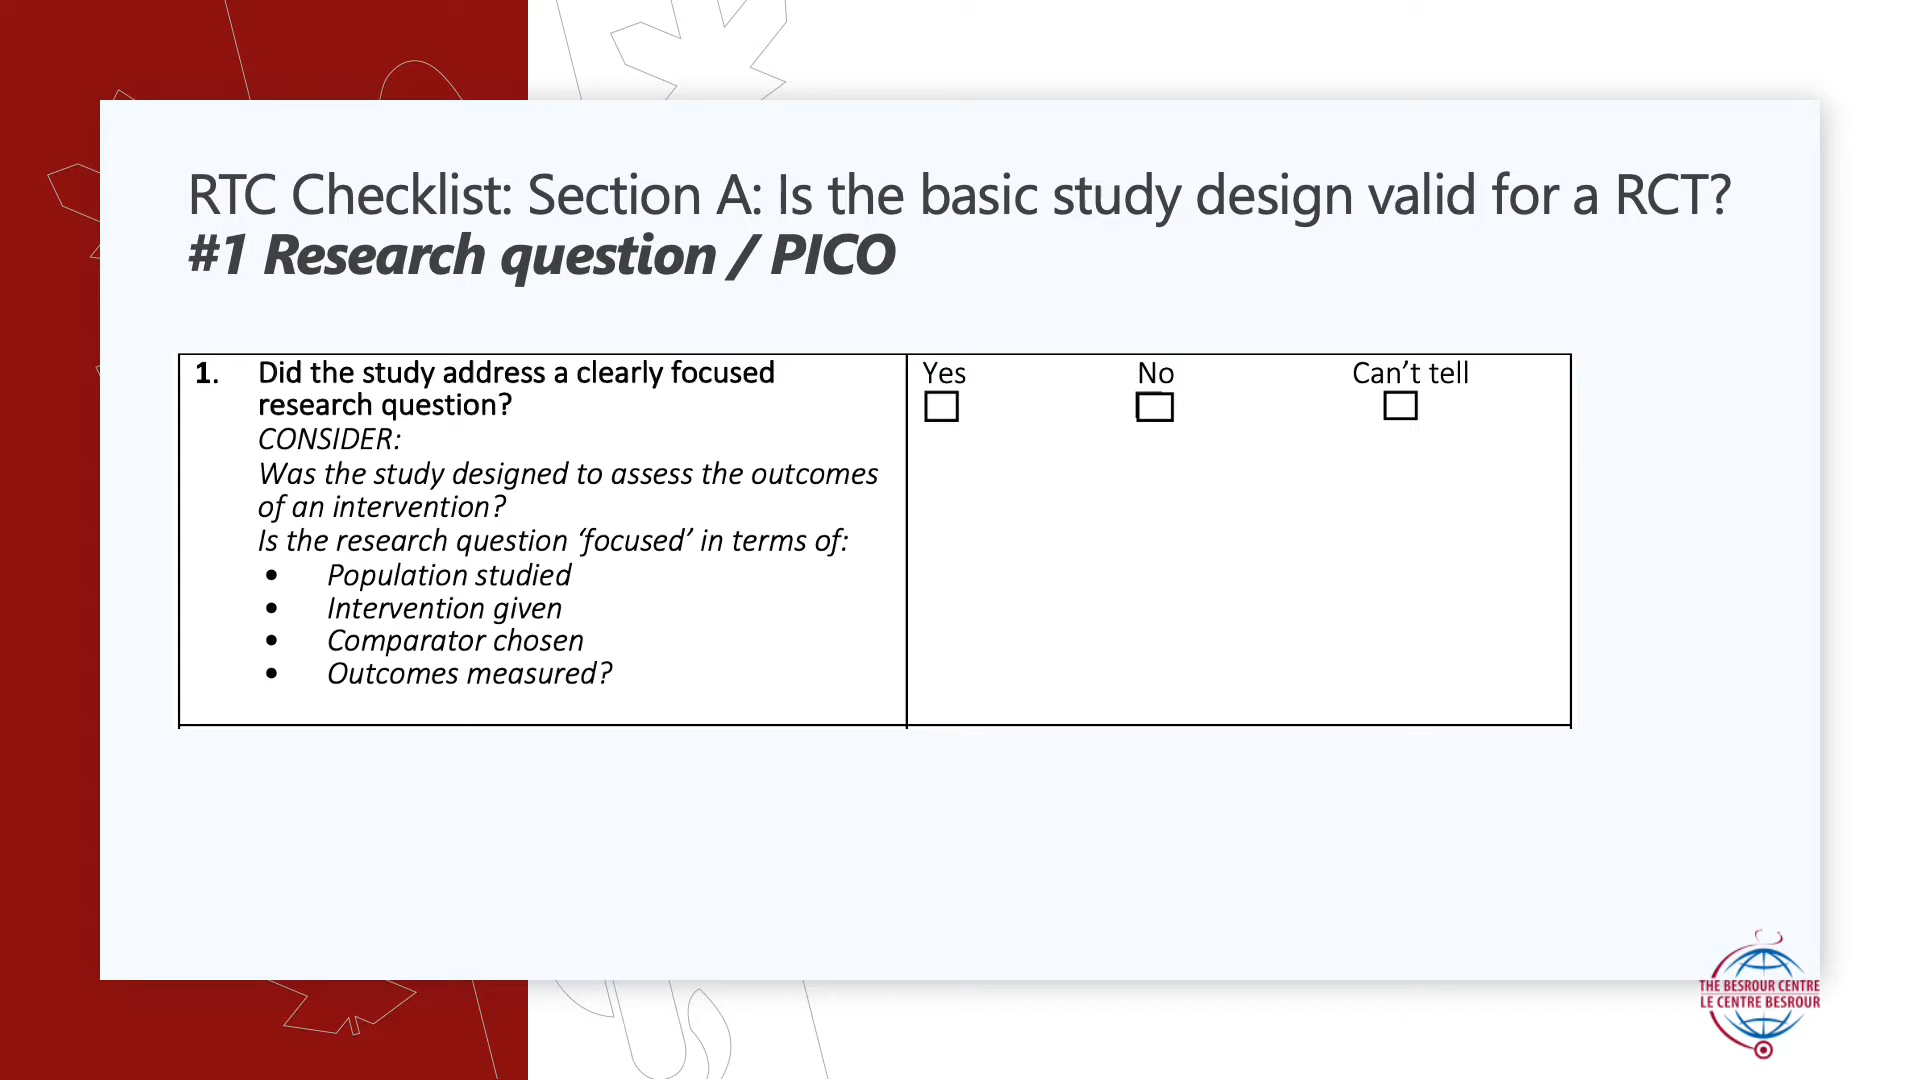 RTC Checklist: Section A: Is the basic study design valid for a RCT?
#1 Research question / PICO
1. Did the study address a clearly focused
research question?
CONSIDER:
Was the study designed to assess the outcomes
of an intervention?
Is the research question ‘focused’ in terms of:
• Population studied
• Intervention given
• Comparator chosen
• Outcomes measured?
Yes No Can’t tell
THE BESROUR CENTRE
LE CENTRE BESROUR